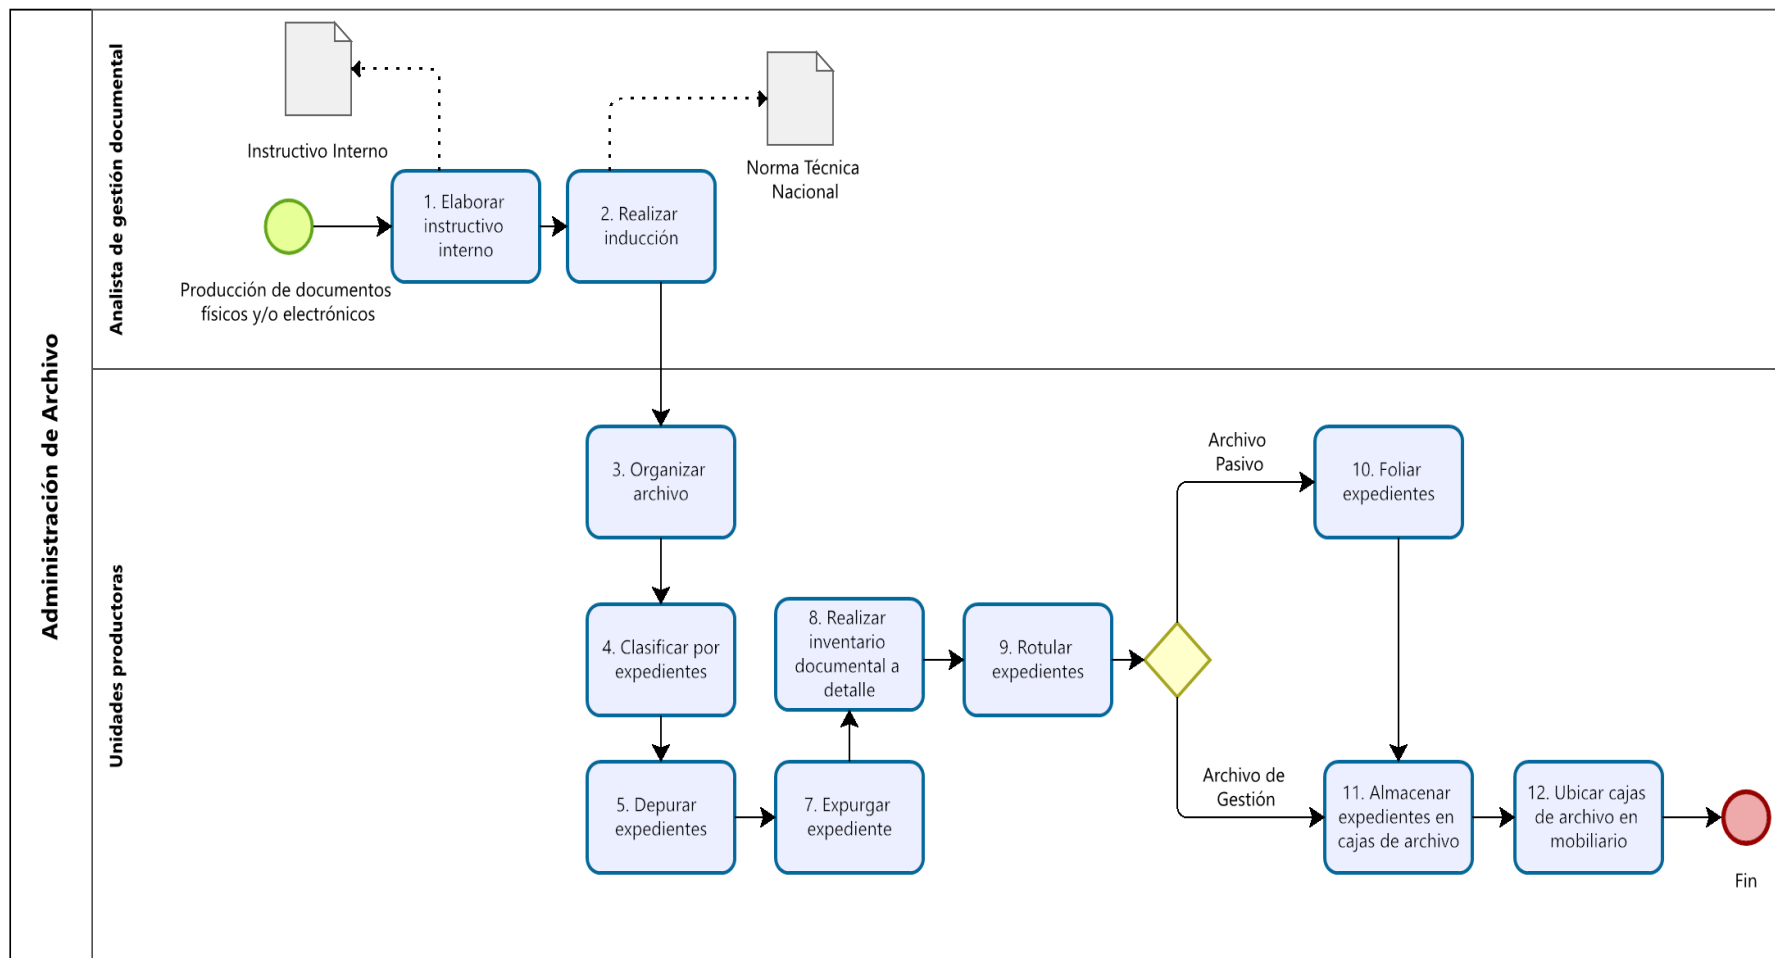 Administración de Archivo
Analista de gestión documental
Instructivo Interno
Norma Técnica
Nacional
Producción de documentos
físicos y/o electrónicos
1. Elaborar
instructivo
interno
2. Realizar
inducción
Unidades productoras
3. Organizar
archivo
4. Clasificar por
expedientes
5. Depurar
expedientes
7. Expurgar
expediente
8. Realizar
inventario
documental a
detalle
9. Rotular
expedientes
Archivo
Pasivo
10. Foliar
expedientes
Archivo de
Gestión
11. Almacenar
expedientes en
cajas de archivo
12. Ubicar cajas
de archivo en
mobiliario
Fin